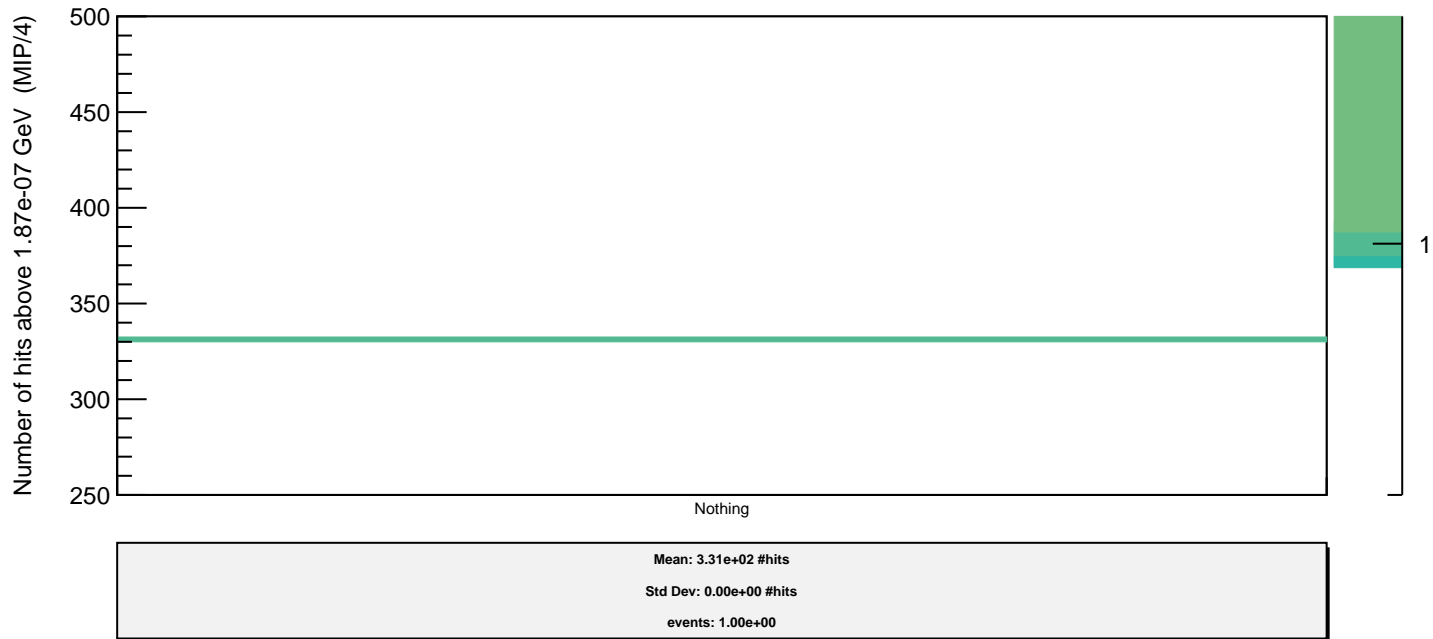 Number of hits above 1.87e-07 GeV (MIP/4)
500
450
400
350
300
250
1
Nothing
Mean: 3.31e+02 #hits
Std Dev: 0.00e+00 #hits
events: 1.00e+00